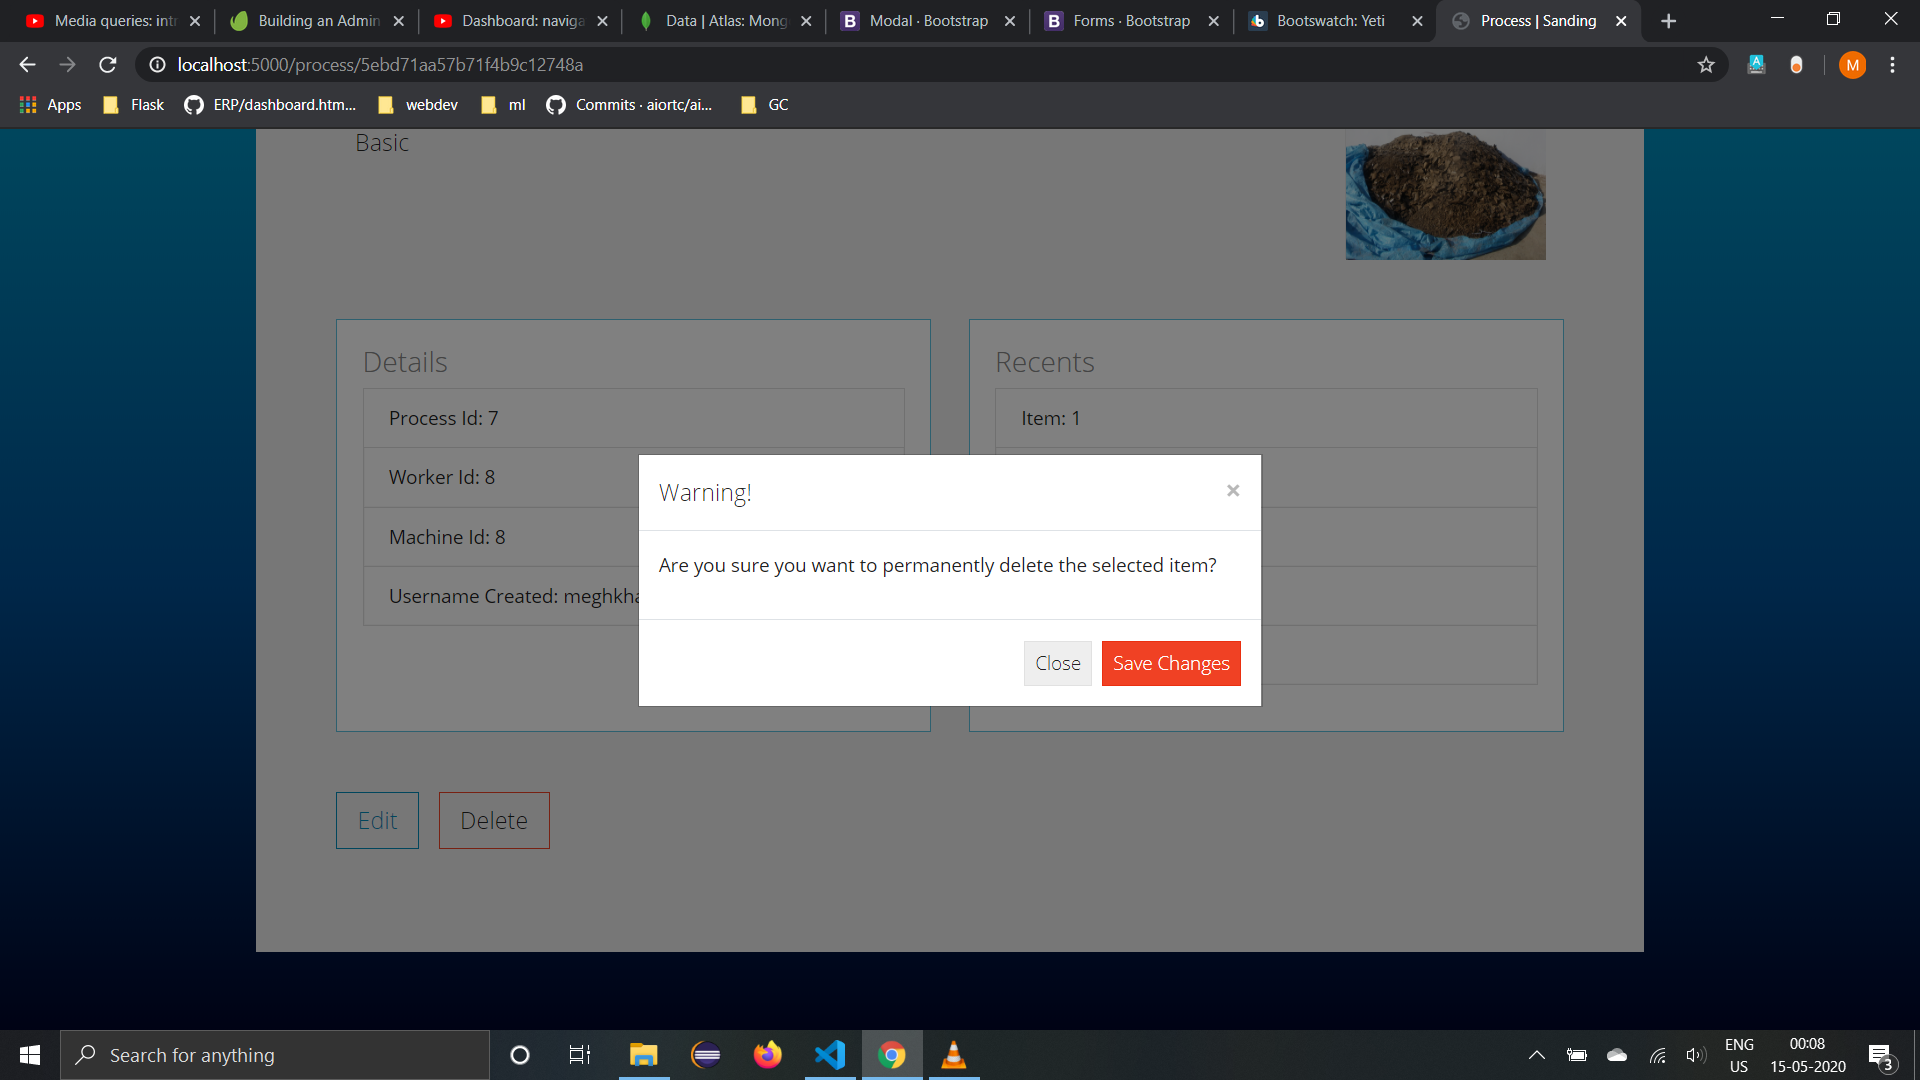 Media queries: int
Building an Admin
Dashboard: naviga
Data | Atlas: Mong
Modal · Bootstrap
Forms · Bootstrap
Bootswatch: Yeti
Process | Sanding
localhost:5000/process/5ebd71aa57b71f4b9c12748a
M
Apps
Flask
ERP/dashboard.htm...
webdev
ml
Commits · aiortc/ai...
GC
Basic
Details
Process Id: 7
Worker Id: 8
Machine Id: 8
Username Created: meghkha
Recents
Item: 1
Warning!
Are you sure you want to permanently delete the selected item?
Close
Save Changes
Edit
Delete
Search for anything
ENG
US
00:08
15-05-2020
3